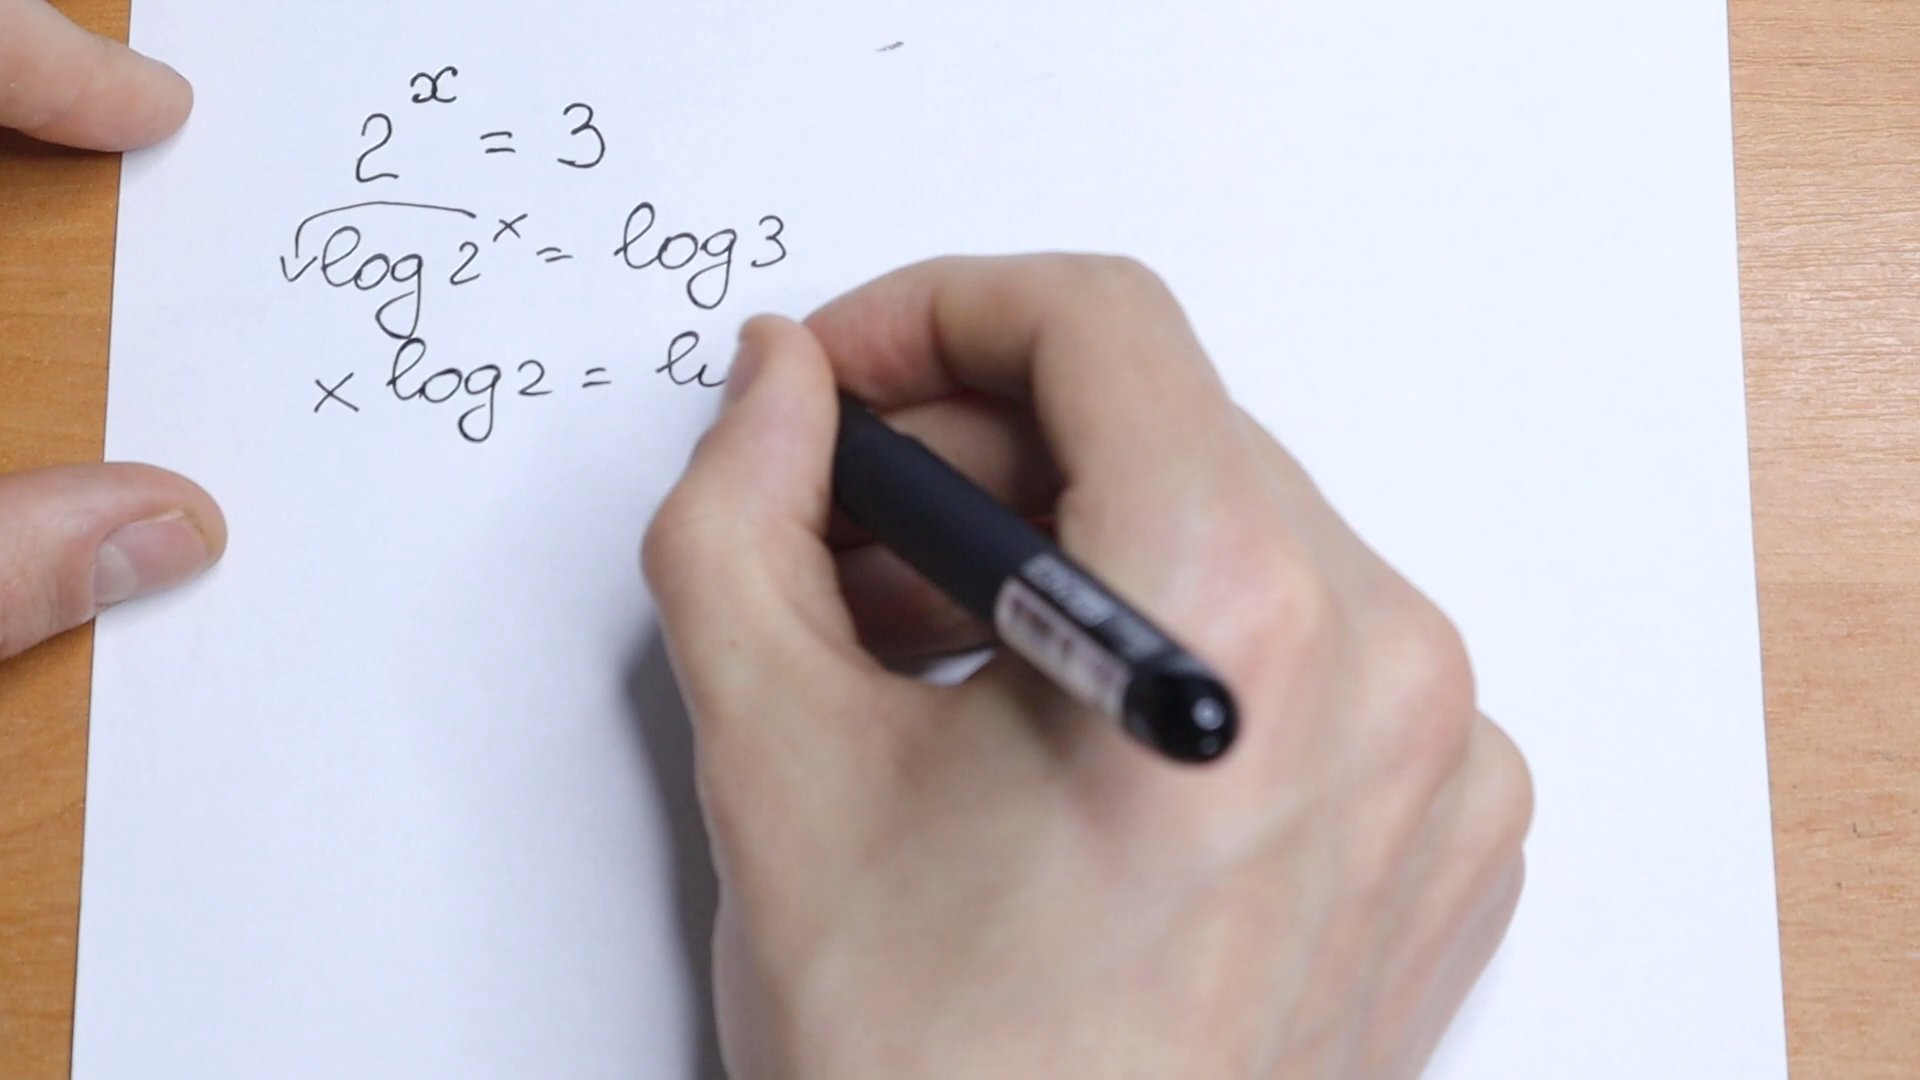 2^x = 3
log 2^x = log 3
x log 2 =